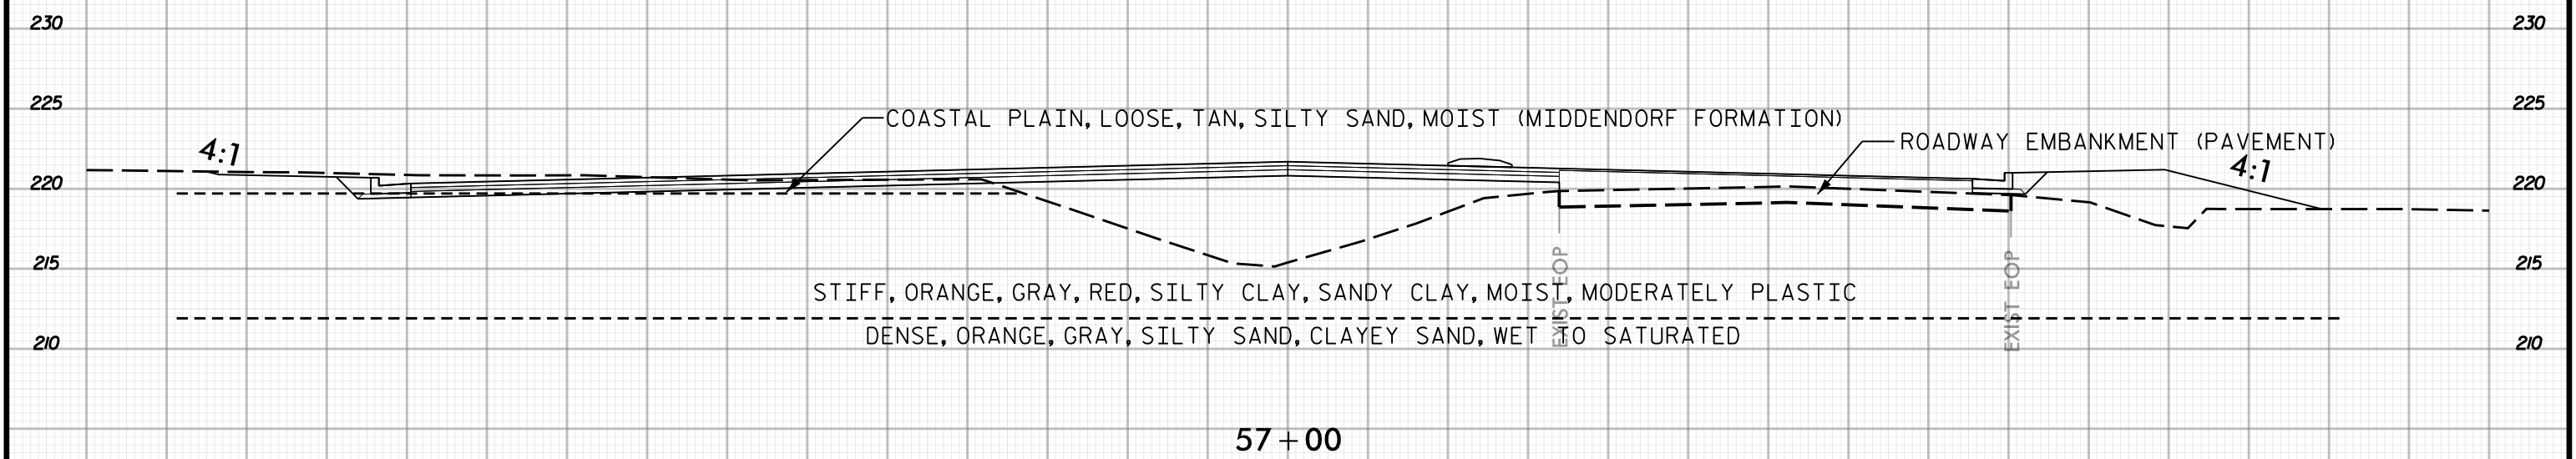 230 230
225 225
COASTAL PLAIN, LOOSE, TAN, SILTY SAND, MOIST (MIDDENDORF FORMATION)
ROADWAY EMBANKMENT (PAVEMENT)
4:1 4:1
220 220
215 215
EXIST EOP EXIST EOP
STIFF, ORANGE, GRAY, RED, SILTY CLAY, SANDY CLAY, MOIST, MODERATELY PLASTIC
DENSE, ORANGE, GRAY, SILTY SAND, CLAYEY SAND, WET TO SATURATED
210 210
57+00